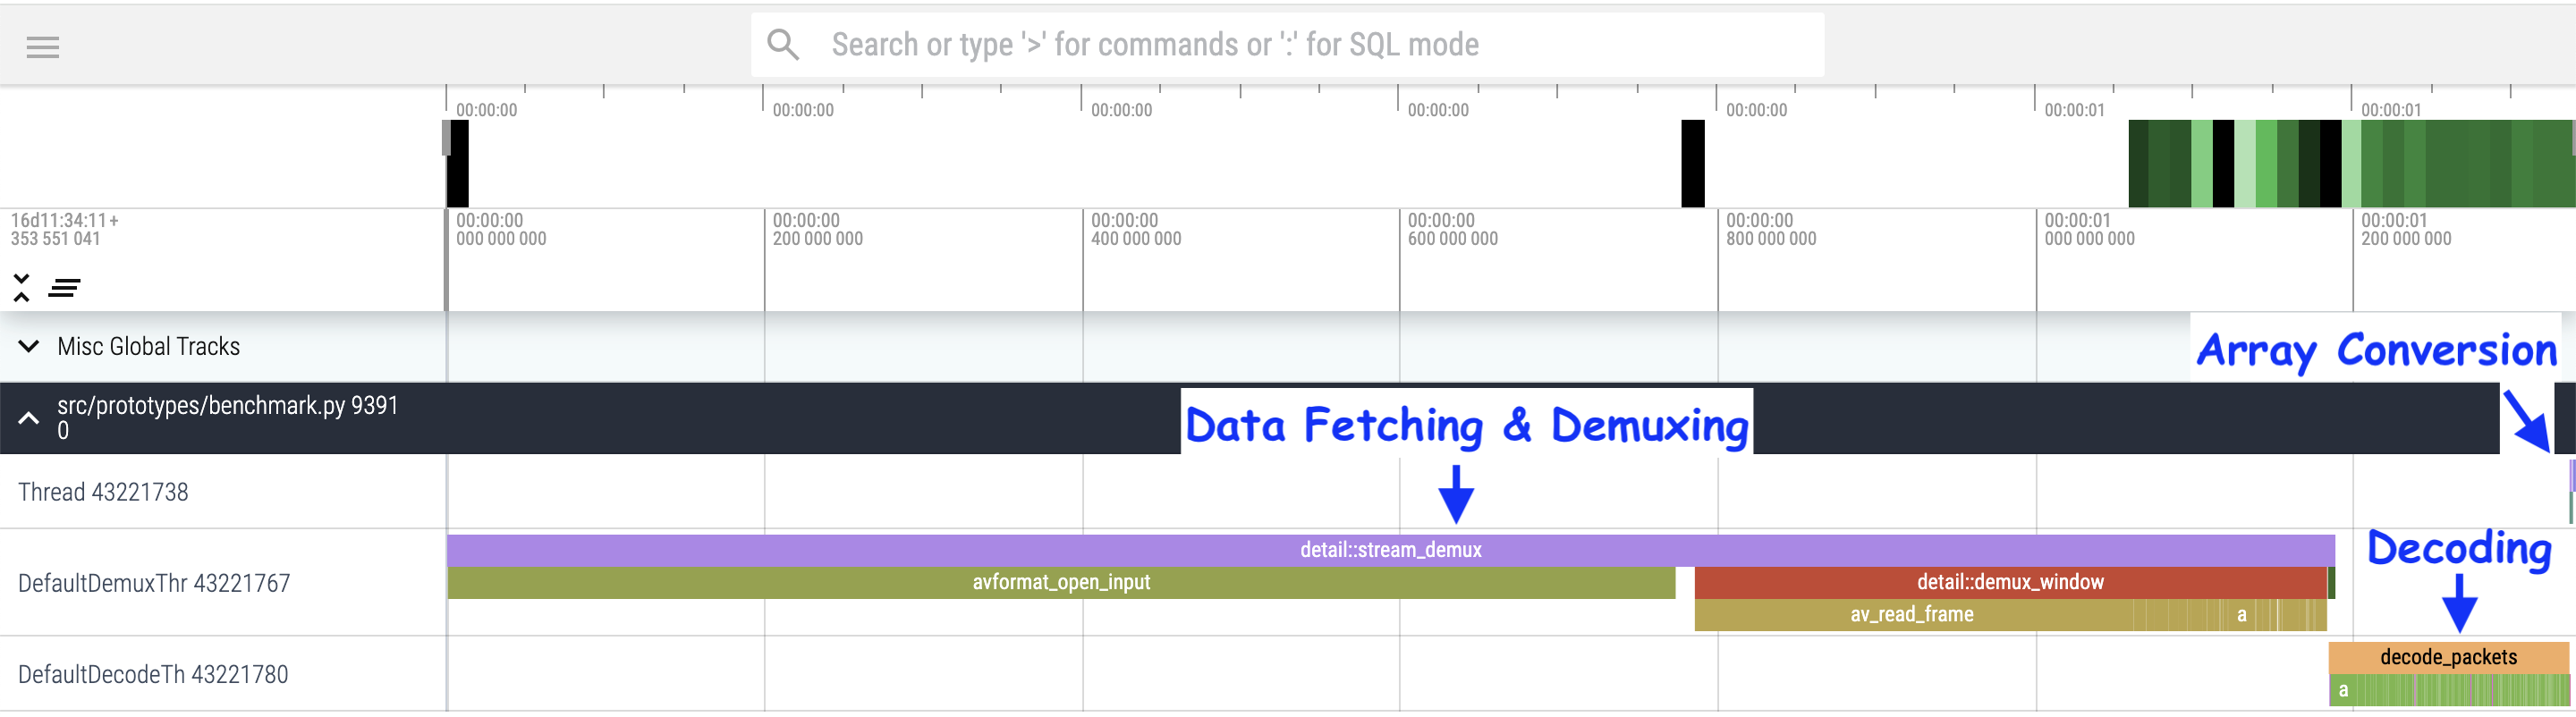 Search or type '>' for commands or ':' for SQL mode
00:00:00 00:00:00 00:00:00 00:00:00 00:00:00 00:00:01 00:00:01
16d11:34:11 + 00:00:00 00:00:00 00:00:00 00:00:00 00:00:00 00:00:01 00:00:01
353 551 041 000 000 000 200 000 000 400 000 000 600 000 000 800 000 000 000 000 000 200 000 000
Misc Global Tracks
Array Conversion
src/prototypes/benchmark.py 9391
0
Data Fetching & Demuxing
Thread 43221738
detail::stream_demux
Decoding
DefaultDemuxThr 43221767
avformat_open_input detail::demux_window
av_read_frame a
DefaultDecodeTh 43221780
decode_packets
a